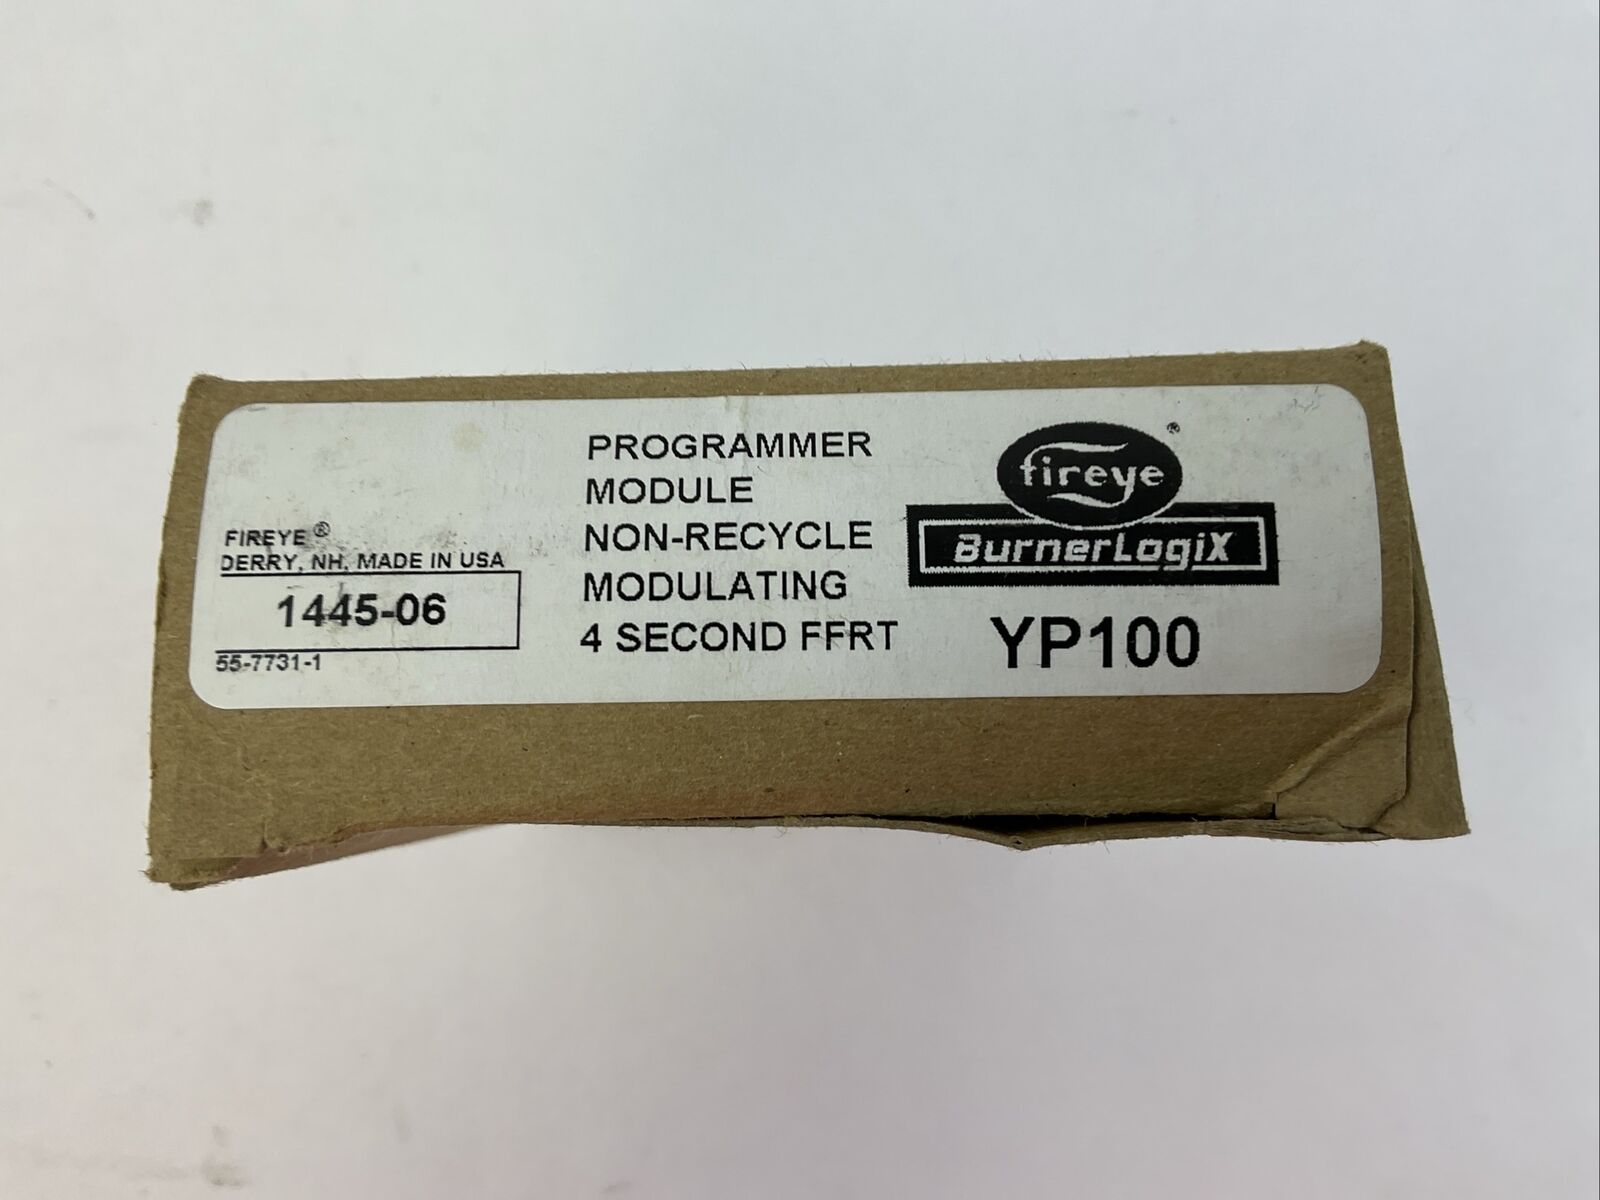 FIREYE ®
DERRY, NH, MADE IN USA
1445-06
55-7731-1
PROGRAMMER
MODULE
NON-RECYCLE
MODULATING
4 SECOND FFRT
fireye ®
BurnerLogiX
YP100